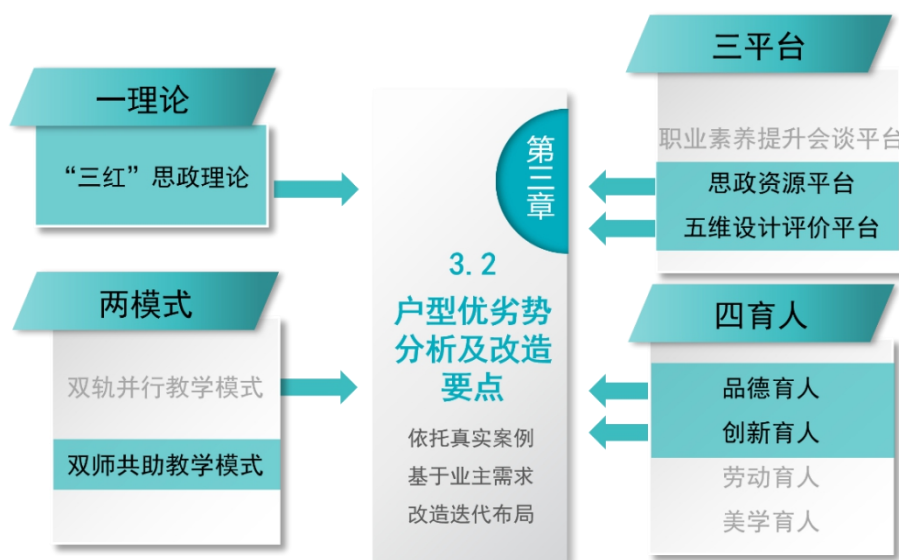 一理论
“三红”思政理论
两模式
双轨并行教学模式
双师共助教学模式
第三章
3.2
户型优劣势
分析及改造
要点
依托真实案例
基于业主需求
改造迭代布局
三平台
职业素养提升会谈平台
思政资源平台
五维设计评价平台
四育人
品德育人
创新育人
劳动育人
美学育人